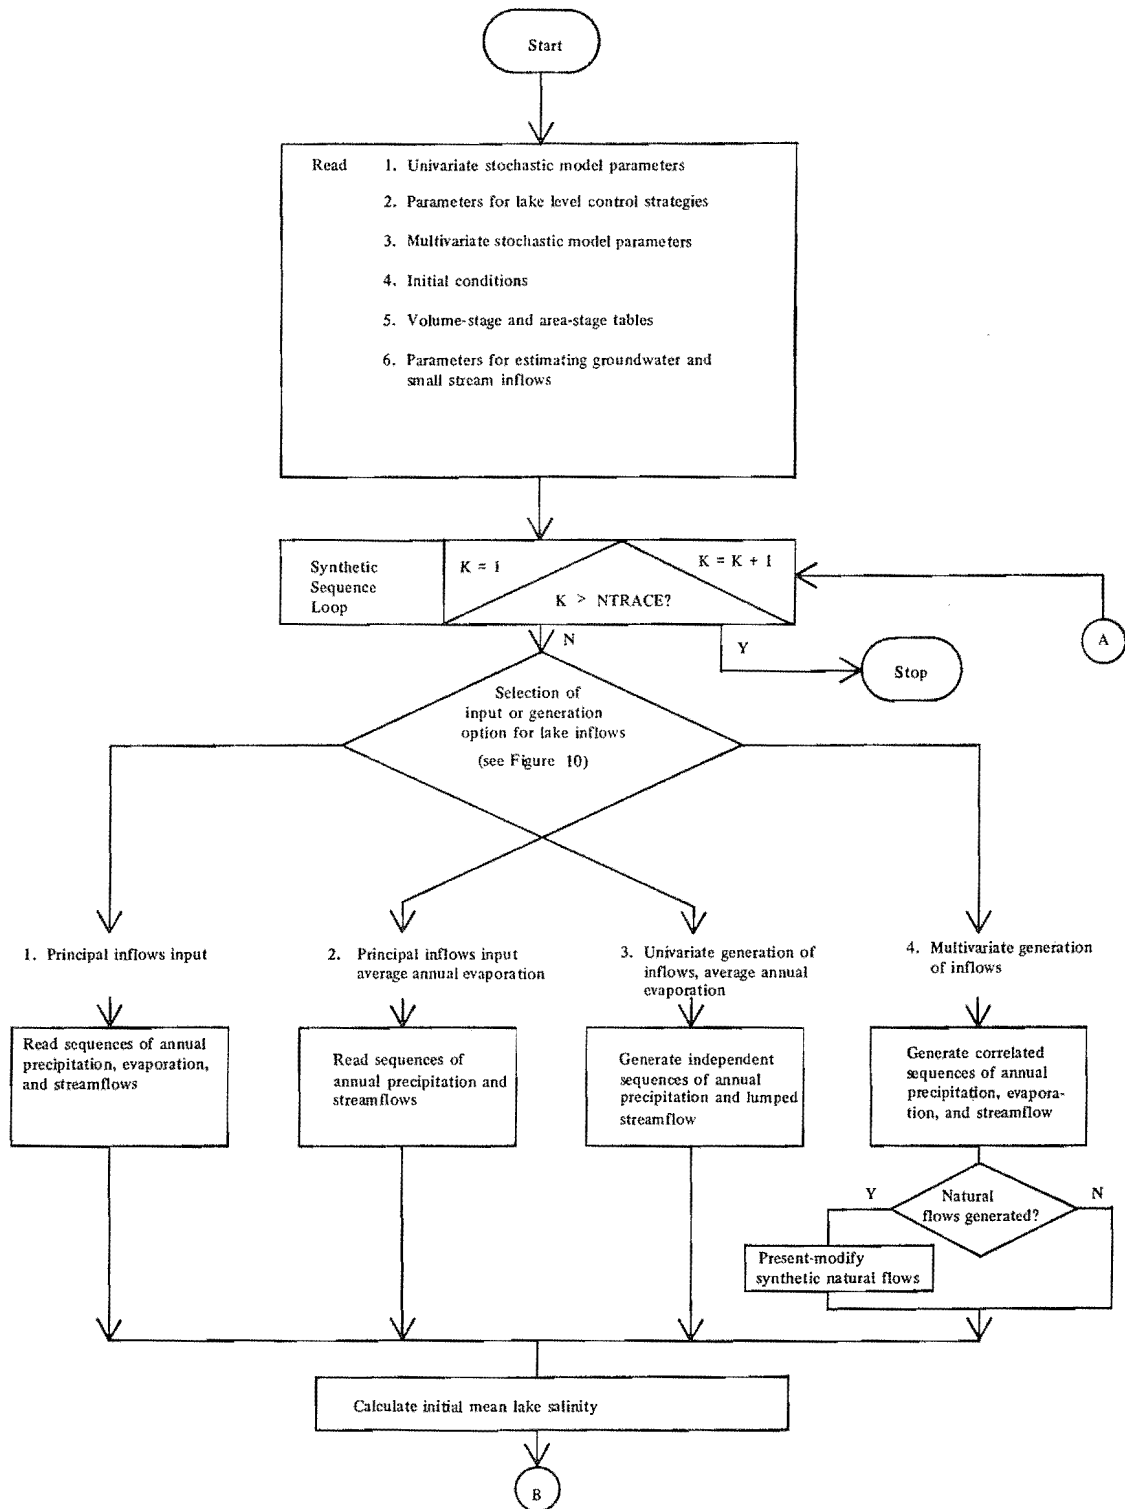 Start
Read 1. Univariate stochastic model parameters
2. Parameters for lake level control strategies
3. Multivariate stochastic model parameters
4. Initial conditions
5. Volume-stage and area-stage tables
6. Parameters for estimating groundwater and
small stream inflows
Synthetic
Sequence
Loop
K = 1
K = K + 1
K > NTRACE?
N
Y
A
Stop
Selection of
input or generation
option for lake inflows
(see Figure 10)
1. Principal inflows input
2. Principal inflows input
average annual evaporation
3. Univariate generation of
inflows, average annual
evaporation
4. Multivariate generation
of inflows
Read sequences of annual
precipitation, evaporation,
and streamflows
Read sequences of
annual precipitation and
streamflows
Generate independent
sequences of annual
precipitation and lumped
streamflow
Generate correlated
sequences of annual
precipitation, evapora-
tion, and streamflow
Y
Natural
flows generated?
N
Present-modify
synthetic natural flows
Calculate initial mean lake salinity
B